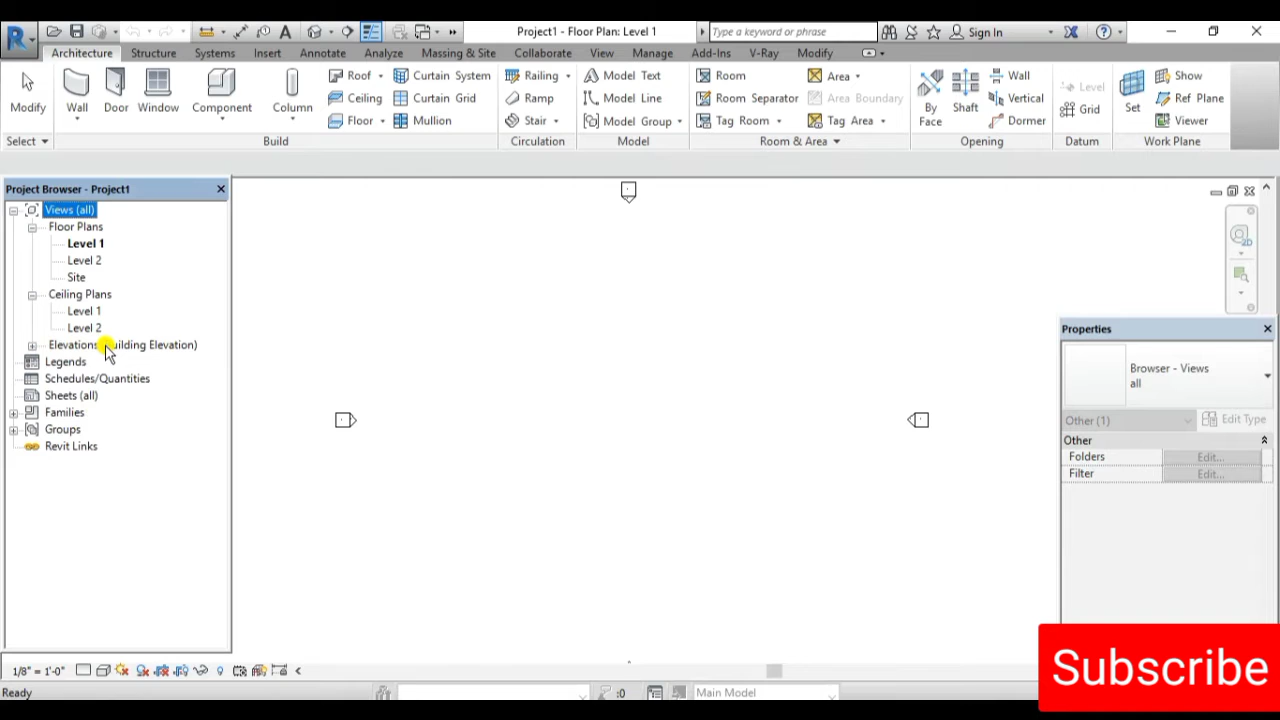 Project1 - Floor Plan: Level 1
Type a keyword or phrase
Sign In
Architecture Structure Systems Insert Annotate Analyze Massing & Site Collaborate View Manage Add-Ins V-Ray Modify
Modify
Wall
Door
Window
Component
Column
Roof
Ceiling
Floor
Curtain System
Curtain Grid
Mullion
Railing
Ramp
Stair
Model Text
Model Line
Model Group
Room
Room Separator
Tag Room
Area
Area Boundary
Tag Area
By Face
Shaft
Wall
Vertical
Dormer
Level
Grid
Set
Show
Ref Plane
Viewer
Select Build Circulation Model Room & Area Opening Datum Work Plane
Project Browser - Project1
Views (all)
Floor Plans
Level 1
Level 2
Site
Ceiling Plans
Level 1
Level 2
Elevations uilding Elevation)
Legends
Schedules/Quantities
Sheets (all)
Families
Groups
Revit Links
2D
Properties
Browser - Views
all
Other (1)
Edit Type
Other
Folders Edit...
Filter Edit...
1/8" = 1'-0"
Ready
:0
Main Model
Subscribe